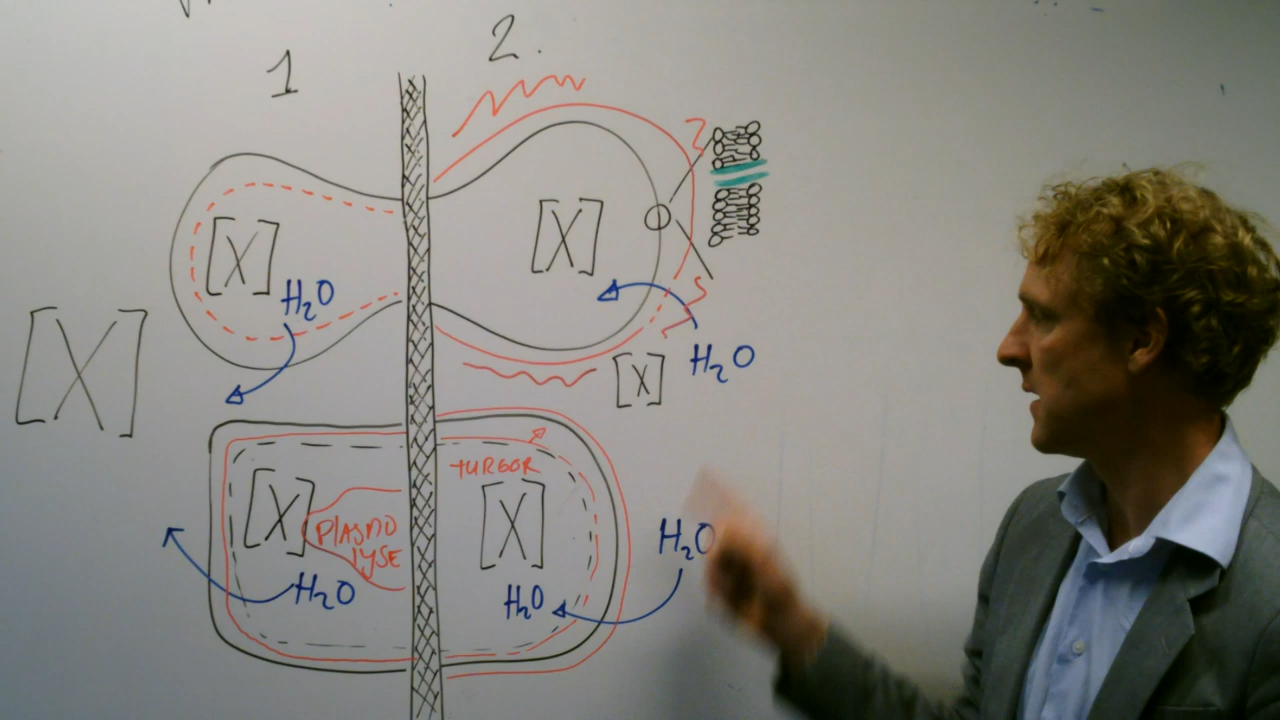 1
2.
[X]
[X]
H₂O
[X]
H₂O
[X]
[X]
PLASMO
LYSE
H₂O
TURGOR
[X]
H₂O
H₂O